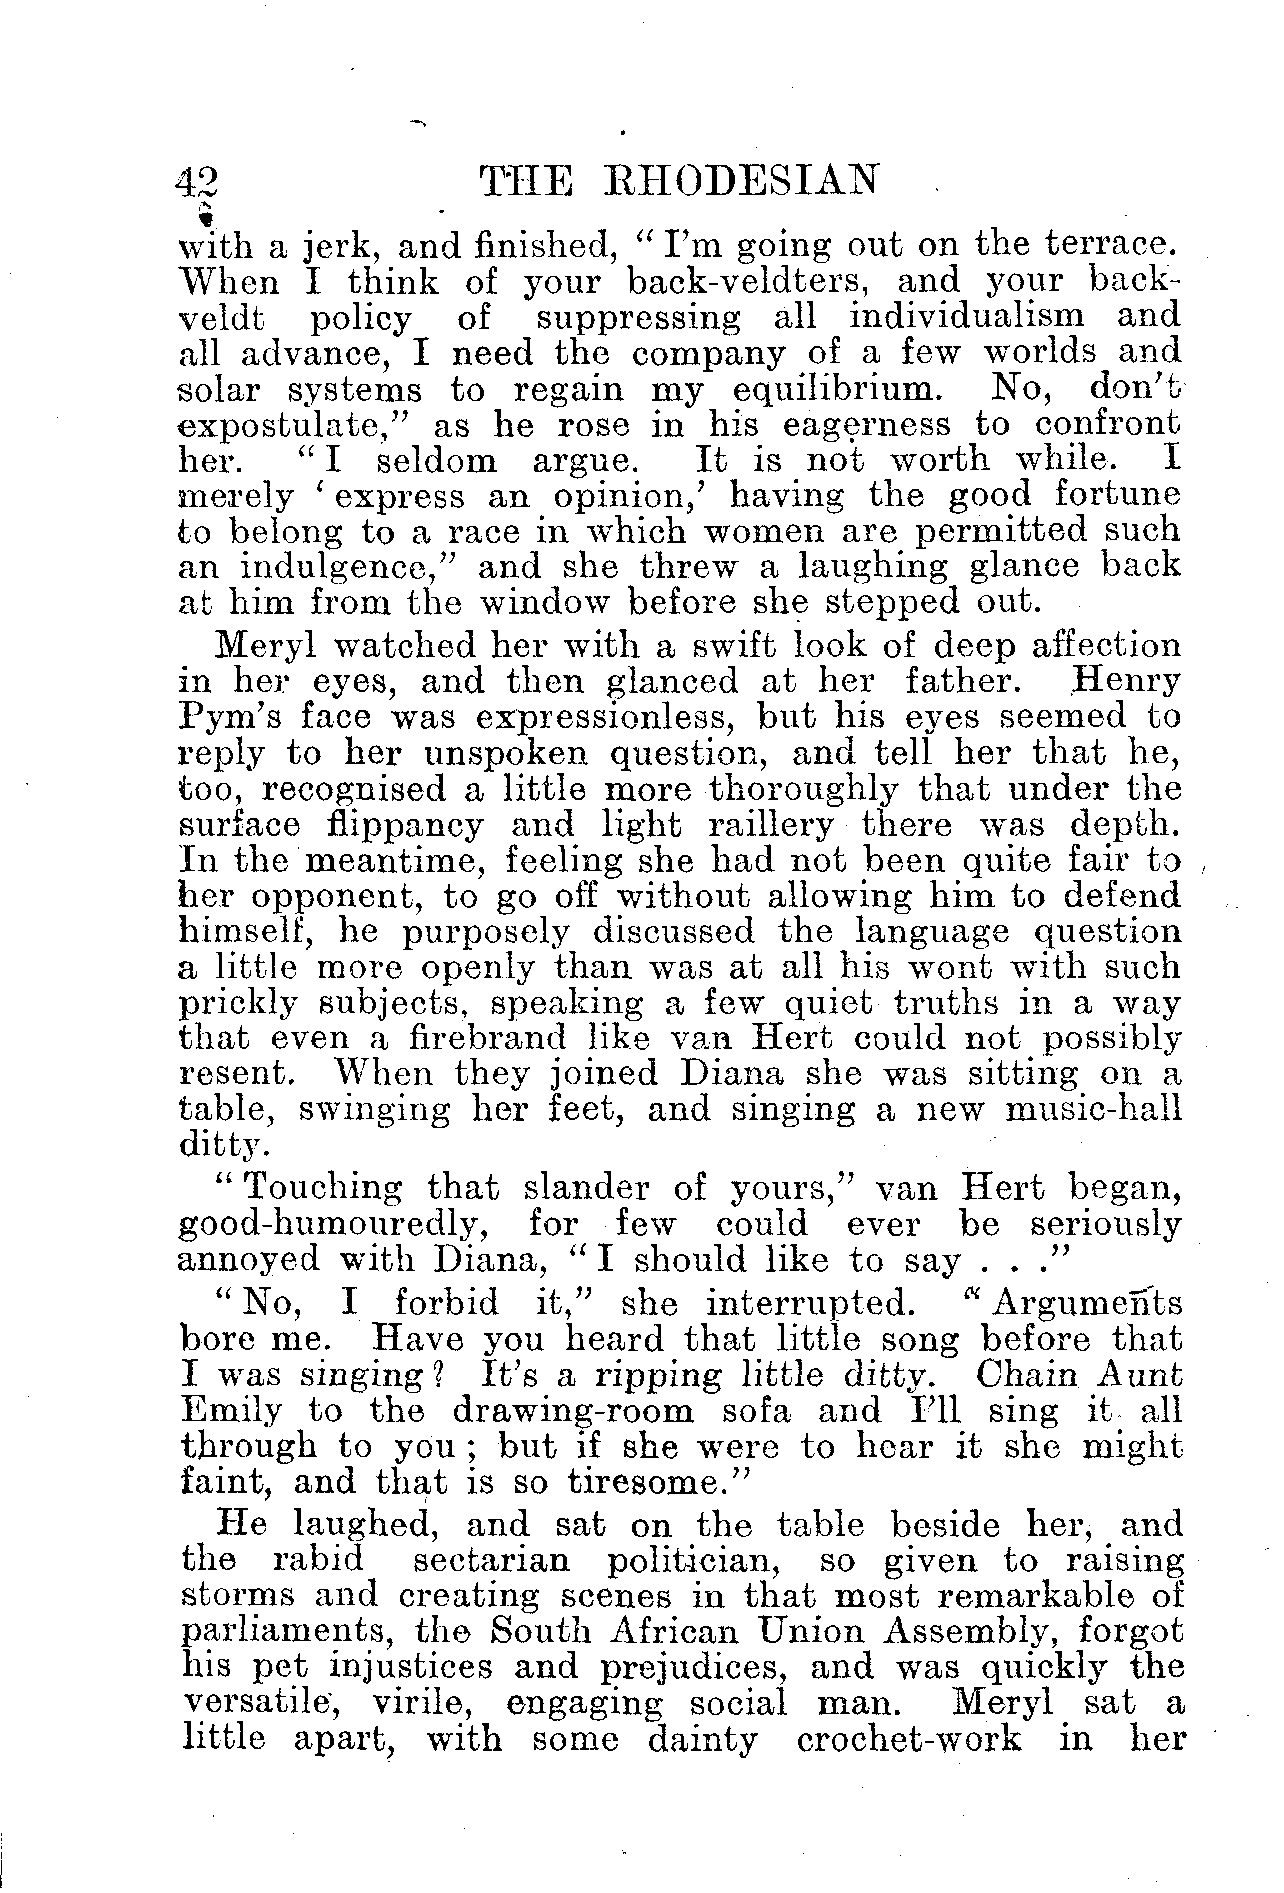 42 THE RHODESIAN
with a jerk, and finished, “ I’m going out on the terrace.
When I think of your back-veldters, and your back-
veldt policy of suppressing all individualism and
all advance, I need the company of a few worlds and
solar systems to regain my equilibrium. No, don’t
expostulate,” as he rose in his eagerness to confront
her. “ I seldom argue. It is not worth while. I
merely ‘ express an opinion,’ having the good fortune
to belong to a race in which women are permitted such
an indulgence,” and she threw a laughing glance back
at him from the window before she stepped out.
Meryl watched her with a swift look of deep affection
in her eyes, and then glanced at her father. Henry
Pym’s face was expressionless, but his eyes seemed to
reply to her unspoken question, and tell her that he,
too, recognised a little more thoroughly that under the
surface flippancy and light raillery there was depth.
In the meantime, feeling she had not been quite fair to
her opponent, to go off without allowing him to defend
himself, he purposely discussed the language question
a little more openly than was at all his wont with such
prickly subjects, speaking a few quiet truths in a way
that even a firebrand like van Hert could not possibly
resent. When they joined Diana she was sitting on a
table, swinging her feet, and singing a new music-hall
ditty.
“ Touching that slander of yours,” van Hert began,
good-humouredly, for few could ever be seriously
annoyed with Diana, “ I should like to say . . .”
“ No, I forbid it,” she interrupted. “ Arguments
bore me. Have you heard that little song before that
I was singing ? It’s a ripping little ditty. Chain Aunt
Emily to the drawing-room sofa and I’ll sing it all
through to you ; but if she were to hear it she might
faint, and that is so tiresome.”
He laughed, and sat on the table beside her, and
the rabid sectarian politician, so given to raising
storms and creating scenes in that most remarkable of
parliaments, the South African Union Assembly, forgot
his pet injustices and prejudices, and was quickly the
versatile, virile, engaging social man. Meryl sat a
little apart, with some dainty crochet-work in her